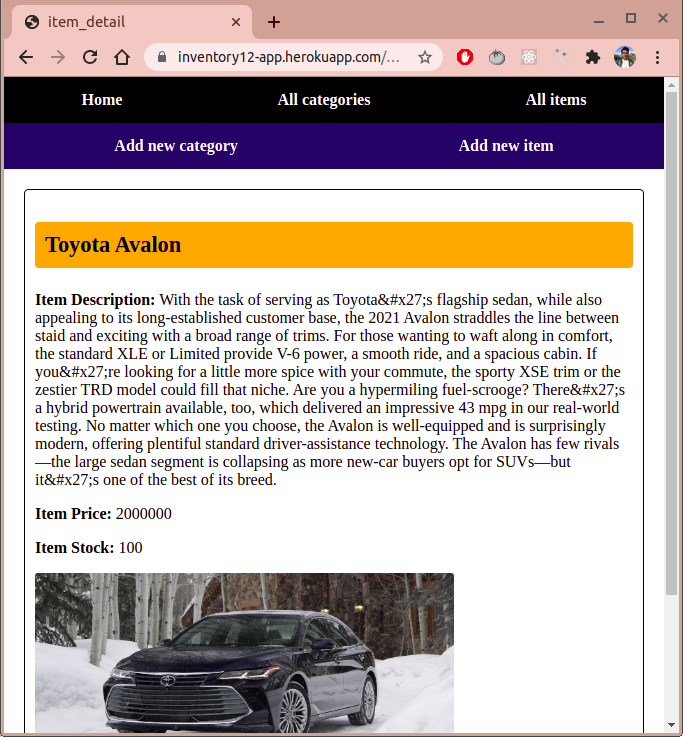 item_detail
inventory12-app.herokuapp.com/...
Home All categories All items
Add new category Add new item
Toyota Avalon
Item Description: With the task of serving as Toyota&#x27;s flagship sedan, while also
appealing to its long-established customer base, the 2021 Avalon straddles the line between
staid and exciting with a broad range of trims. For those wanting to waft along in comfort,
the standard XLE or Limited provide V-6 power, a smooth ride, and a spacious cabin. If
you&#x27;re looking for a little more spice with your commute, the sporty XSE trim or the
zestier TRD model could fill that niche. Are you a hypermiling fuel-scrooge? There&#x27;s
a hybrid powertrain available, too, which delivered an impressive 43 mpg in our real-world
testing. No matter which one you choose, the Avalon is well-equipped and is surprisingly
modern, offering plentiful standard driver-assistance technology. The Avalon has few rivals
—the large sedan segment is collapsing as more new-car buyers opt for SUVs—but
it&#x27;s one of the best of its breed.
Item Price: 2000000
Item Stock: 100